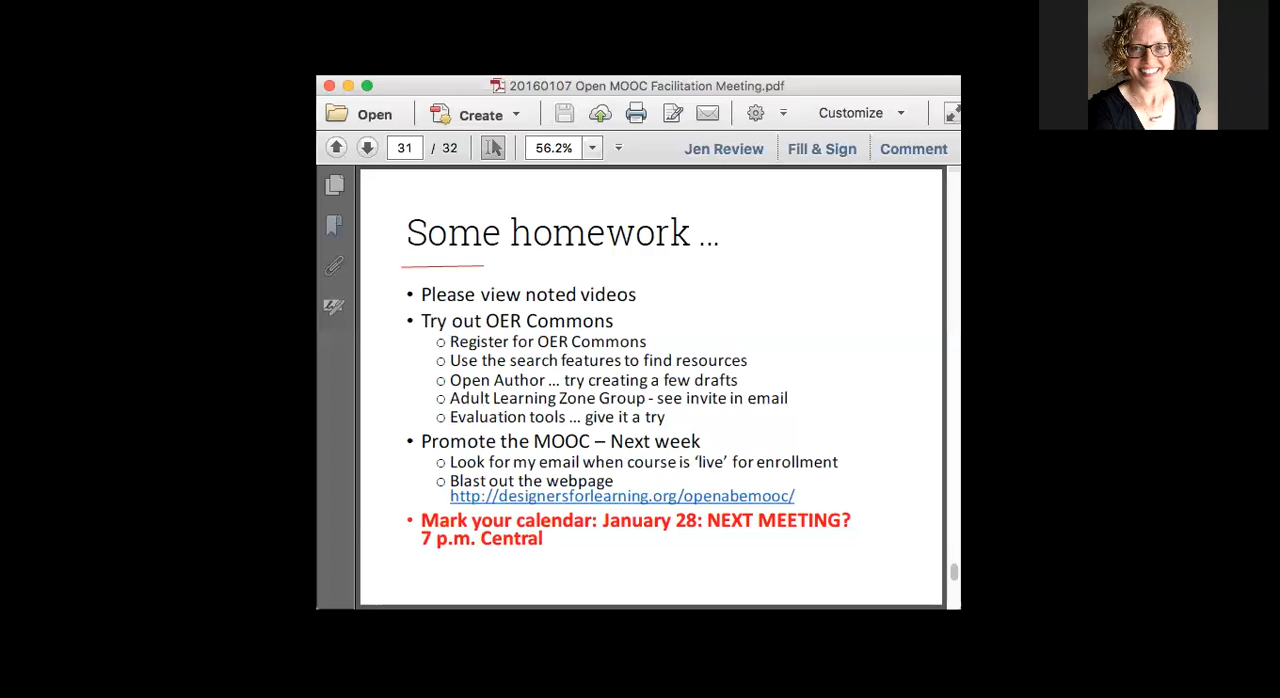 20160107 Open MOOC Facilitation Meeting.pdf
Open
Create
Customize
31 / 32
56.2%
Jen Review
Fill & Sign
Comment
Some homework ...
• Please view noted videos
• Try out OER Commons
○ Register for OER Commons
○ Use the search features to find resources
○ Open Author ... try creating a few drafts
○ Adult Learning Zone Group - see invite in email
○ Evaluation tools ... give it a try
• Promote the MOOC – Next week
○ Look for my email when course is ‘live’ for enrollment
○ Blast out the webpage
http://designersforlearning.org/openabemooc/
• Mark your calendar: January 28: NEXT MEETING?
7 p.m. Central